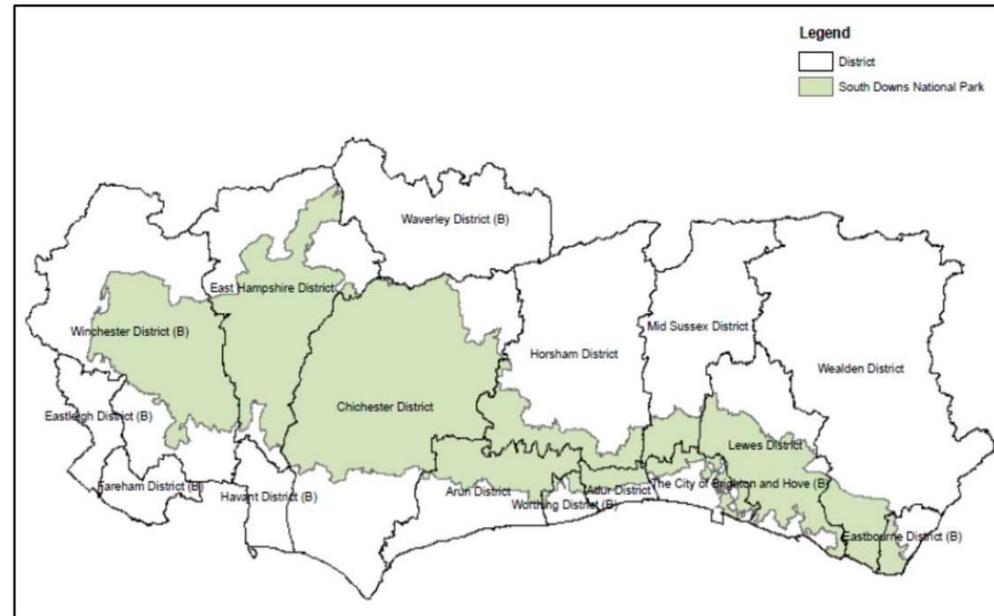 Legend
District
South Downs National Park
Waverley District (B)
East Hampshire District
Winchester District (B)
Mid Sussex District
Horsham District
Wealden District
Chichester District
Eastleigh District (B)
Lewes District
Fareham District (B)
Havant District (B)
Arun District
Adur District
The City of Brighton and Hove (B)
Worthing District (B)
Eastbourne District (B)